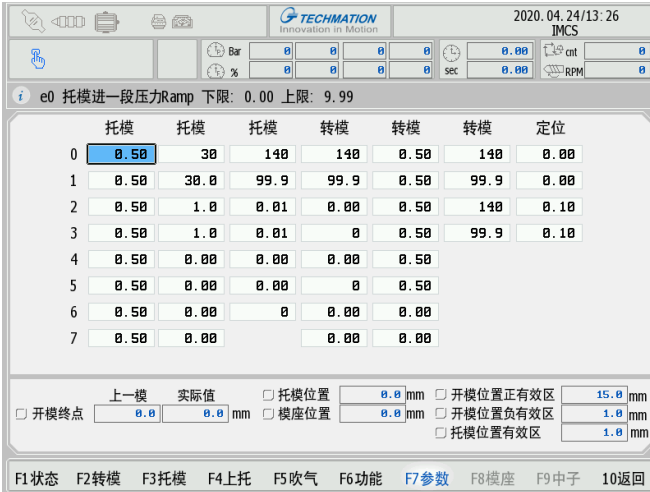 TECHMATION
Innovation in Motion
2020.04.24/13:26
IMCS
Bar 0 0 0 0 0.00 cnt 0
% 0 0 0 0 sec 0.00 RPM 0
i e0 托模进一段压力Ramp 下限: 0.00 上限: 9.99
托模 托模 托模 转模 转模 转模 定位
0 0.50 30 140 140 0.50 140 0.00
1 0.50 30.0 99.9 99.9 0.50 99.9 0.00
2 0.50 1.0 0.01 0.00 0.50 140 0.10
3 0.50 1.0 0.01 0 0.50 99.9 0.10
4 0.50 0.00 0.00 0.00 0.50
5 0.50 0.00 0.00 0 0.50
6 0.50 0.00 0 0.00 0.00
7 0.50 0.00 0.00 0.00
上一模 实际值 托模位置 0.0 mm 开模位置正有效区 15.0 mm
开模终点 0.0 0.0 mm 模座位置 0.0 mm 开模位置负有效区 1.0 mm
托模位置有效区 1.0 mm
F1状态 F2转模 F3托模 F4上托 F5吹气 F6功能 F7参数 F8模座 F9中子 10返回